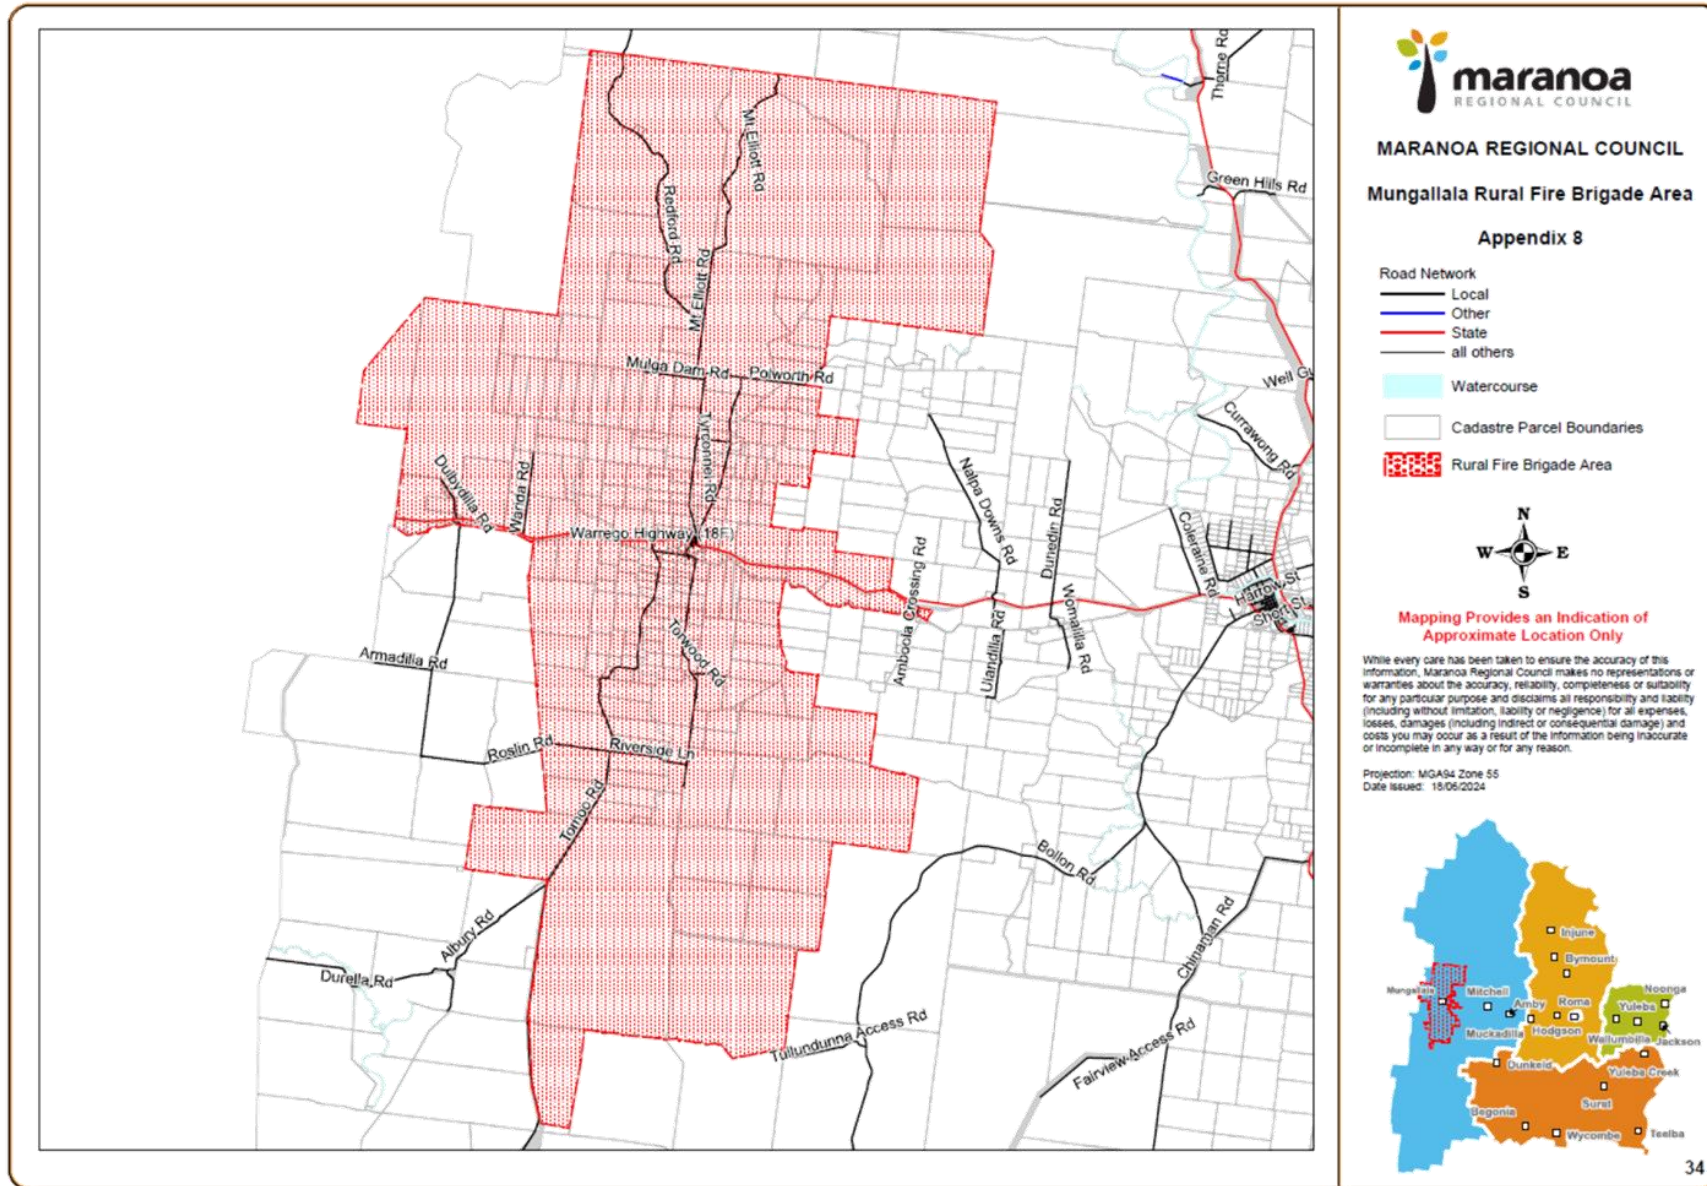 Thorne Rd
Mt Elliott Rd
Green Hills Rd
Redford Rd
Mt Elliott Rd
Mulga Dam Rd
Polworth Rd
Currawong Rd
Tyrconnel Rd
Dulbydilla Rd
Wanda Rd
Nalpa Downs Rd
Dunedin Rd
Coleraine Rd
Warrego Highway (18F)
Amboola Crossing Rd
Womalilla Rd
Harrow St
Short St
Ulandilla Rd
Torwood Rd
Armadilla Rd
Roslin Rd
Riverside Ln
Tomoo Rd
Bollon Rd
Albury Rd
Chinaman Rd
Durella Rd
Tullundunna Access Rd
Fairview Access Rd
maranoa
REGIONAL COUNCIL
MARANOA REGIONAL COUNCIL
Mungallala Rural Fire Brigade Area
Appendix 8
Road Network
Local
Other
State
all others
Watercourse
Cadastre Parcel Boundaries
Rural Fire Brigade Area
N
W E
S
Mapping Provides an Indication of
Approximate Location Only
While every care has been taken to ensure the accuracy of this
information, Maranoa Regional Council makes no representations or
warranties about the accuracy, reliability, completeness or suitability
for any particular purpose and disclaims all responsibility and liability
(including without limitation, liability or negligence) for all expenses,
losses, damages (including indirect or consequential damage) and
costs you may occur as a result of the information being inaccurate
or incomplete in any way or for any reason.
Projection: MGA94 Zone 55
Date Issued: 18/06/2024
Injune
Bymount
Mungallala
Mitchell
Amby
Roma
Noonga
Yuleba
Muckadilla
Hodgson
Wallumbilla
Jackson
Dunkeld
Yuleba Creek
Surat
Begonia
Wycombe
Teelba
34